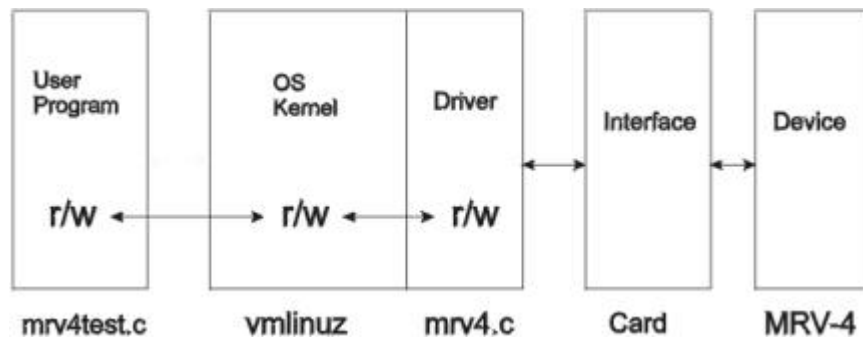 User
Program
OS
Kernel
Driver
Interface
Device
r/w
r/w
r/w
mrv4test.c
vmlinuz
mrv4.c
Card
MRV-4